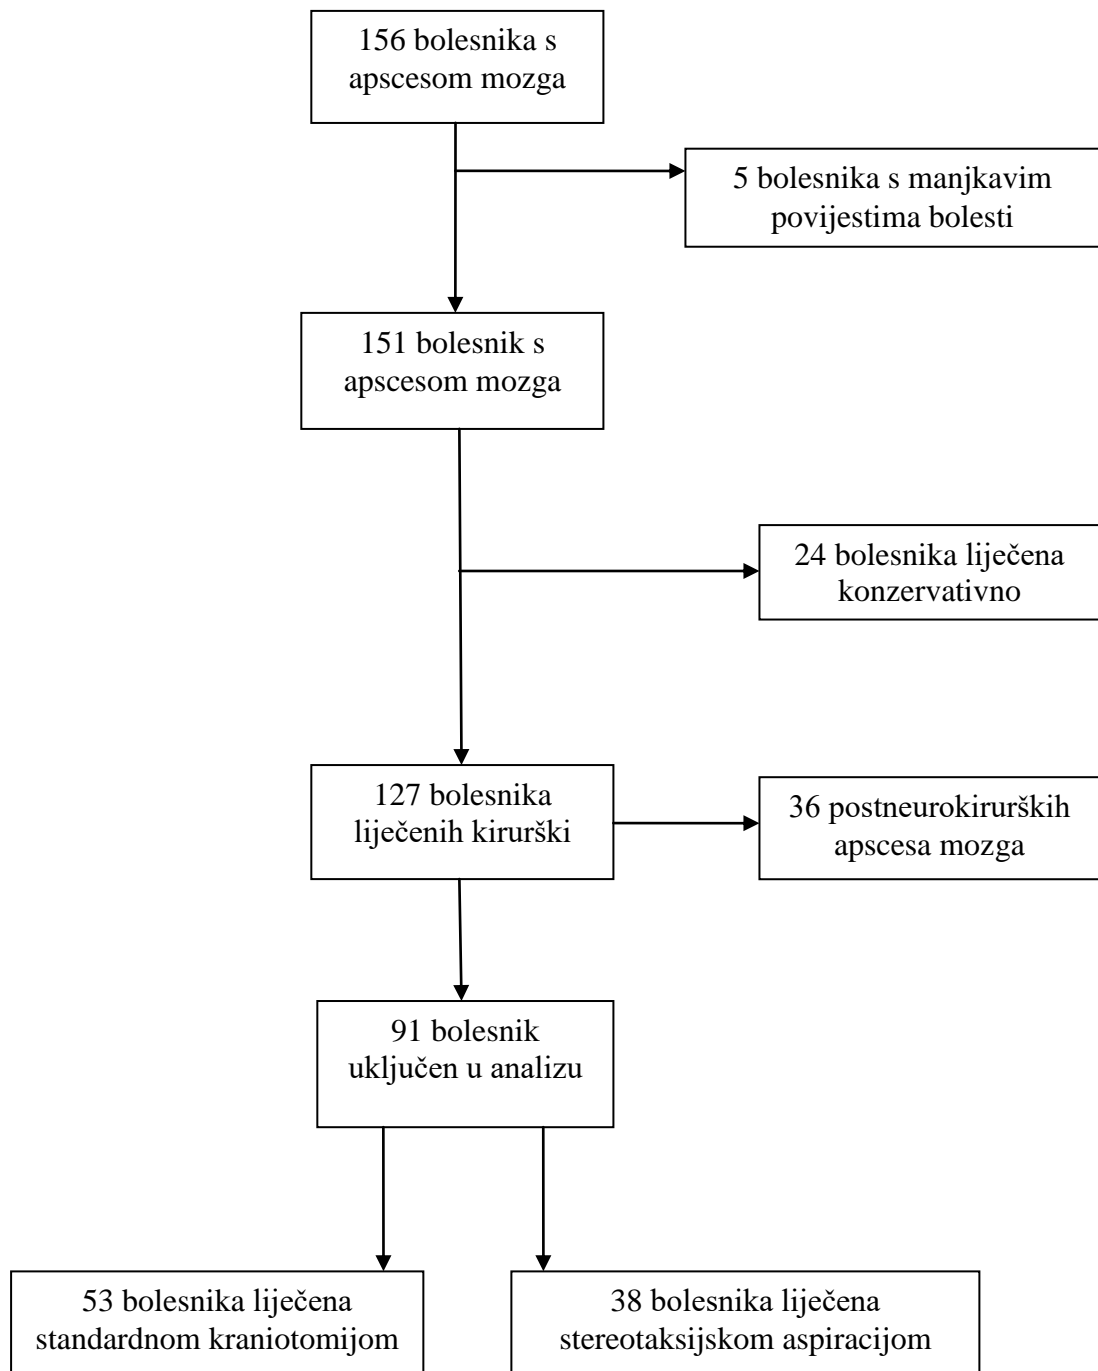 156 bolesnika s
apscesom mozga
5 bolesnika s manjkavim
povijestima bolesti
151 bolesnik s
apscesom mozga
24 bolesnika liječena
konzervativno
127 bolesnika
liječenih kirurški
36 postneurokirurških
apscesa mozga
91 bolesnik
uključen u analizu
53 bolesnika liječena
standardnom kraniotomijom
38 bolesnika liječena
stereotaksijskom aspiracijom